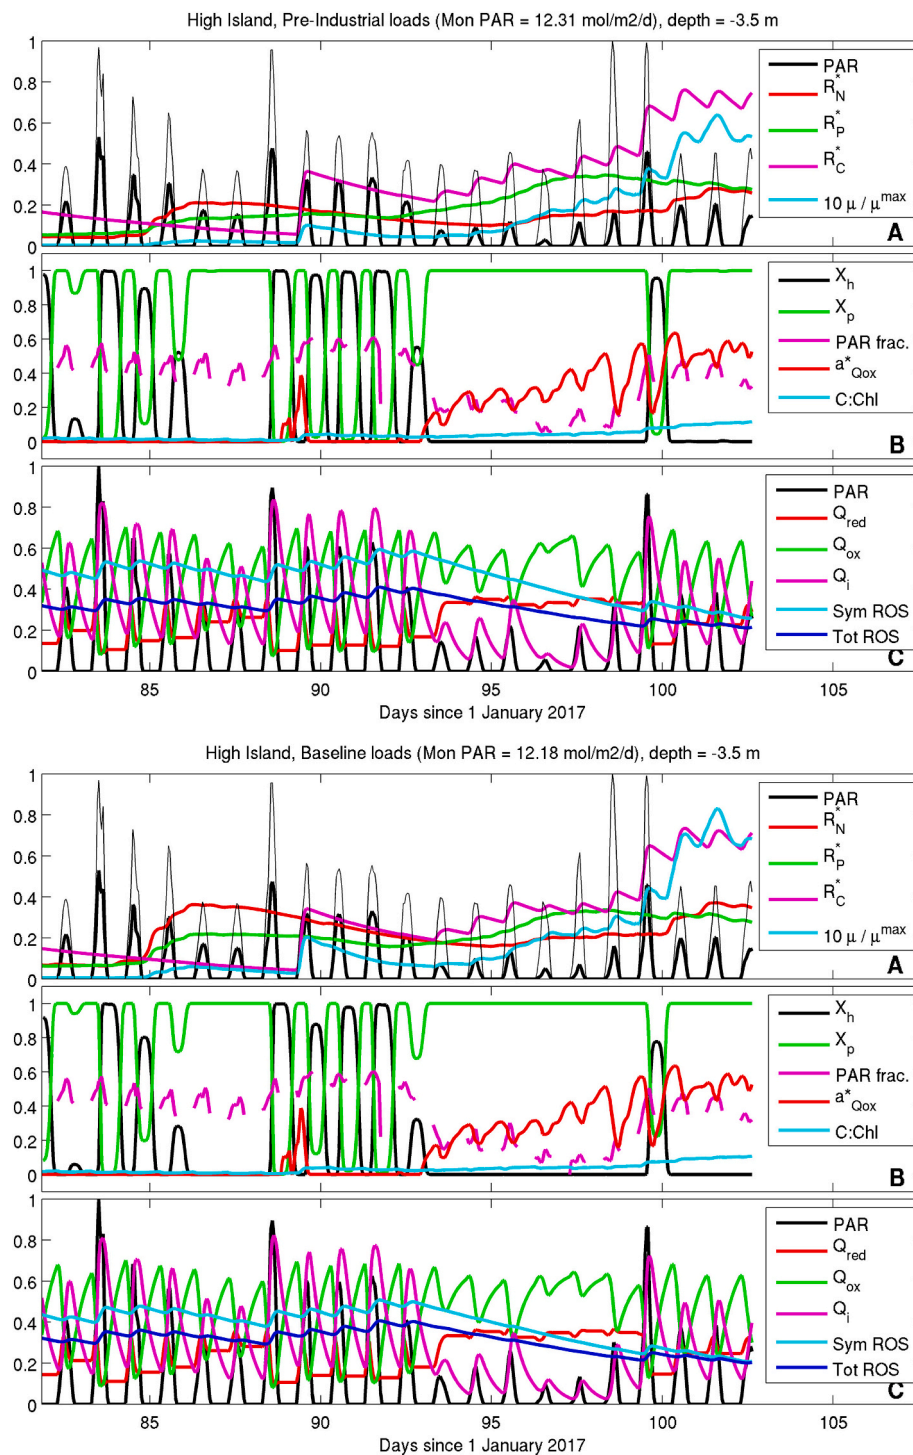 High Island, Pre-Industrial loads (Mon PAR = 12.31 mol/m2/d), depth = -3.5 m
1
0.8
0.6
0.4
0.2
0
PAR
R*N
R*P
R*C
10 μ / μmax
A
1
0.8
0.6
0.4
0.2
0
Xh
Xp
PAR frac.
a*Qox
C:Chl
B
1
0.8
0.6
0.4
0.2
0
PAR
Qred
Qox
Qi
Sym ROS
Tot ROS
C
85 90 95 100 105
Days since 1 January 2017
High Island, Baseline loads (Mon PAR = 12.18 mol/m2/d), depth = -3.5 m
1
0.8
0.6
0.4
0.2
0
PAR
R*N
R*P
R*C
10 μ / μmax
A
1
0.8
0.6
0.4
0.2
0
Xh
Xp
PAR frac.
a*Qox
C:Chl
B
1
0.8
0.6
0.4
0.2
0
PAR
Qred
Qox
Qi
Sym ROS
Tot ROS
C
85 90 95 100 105
Days since 1 January 2017